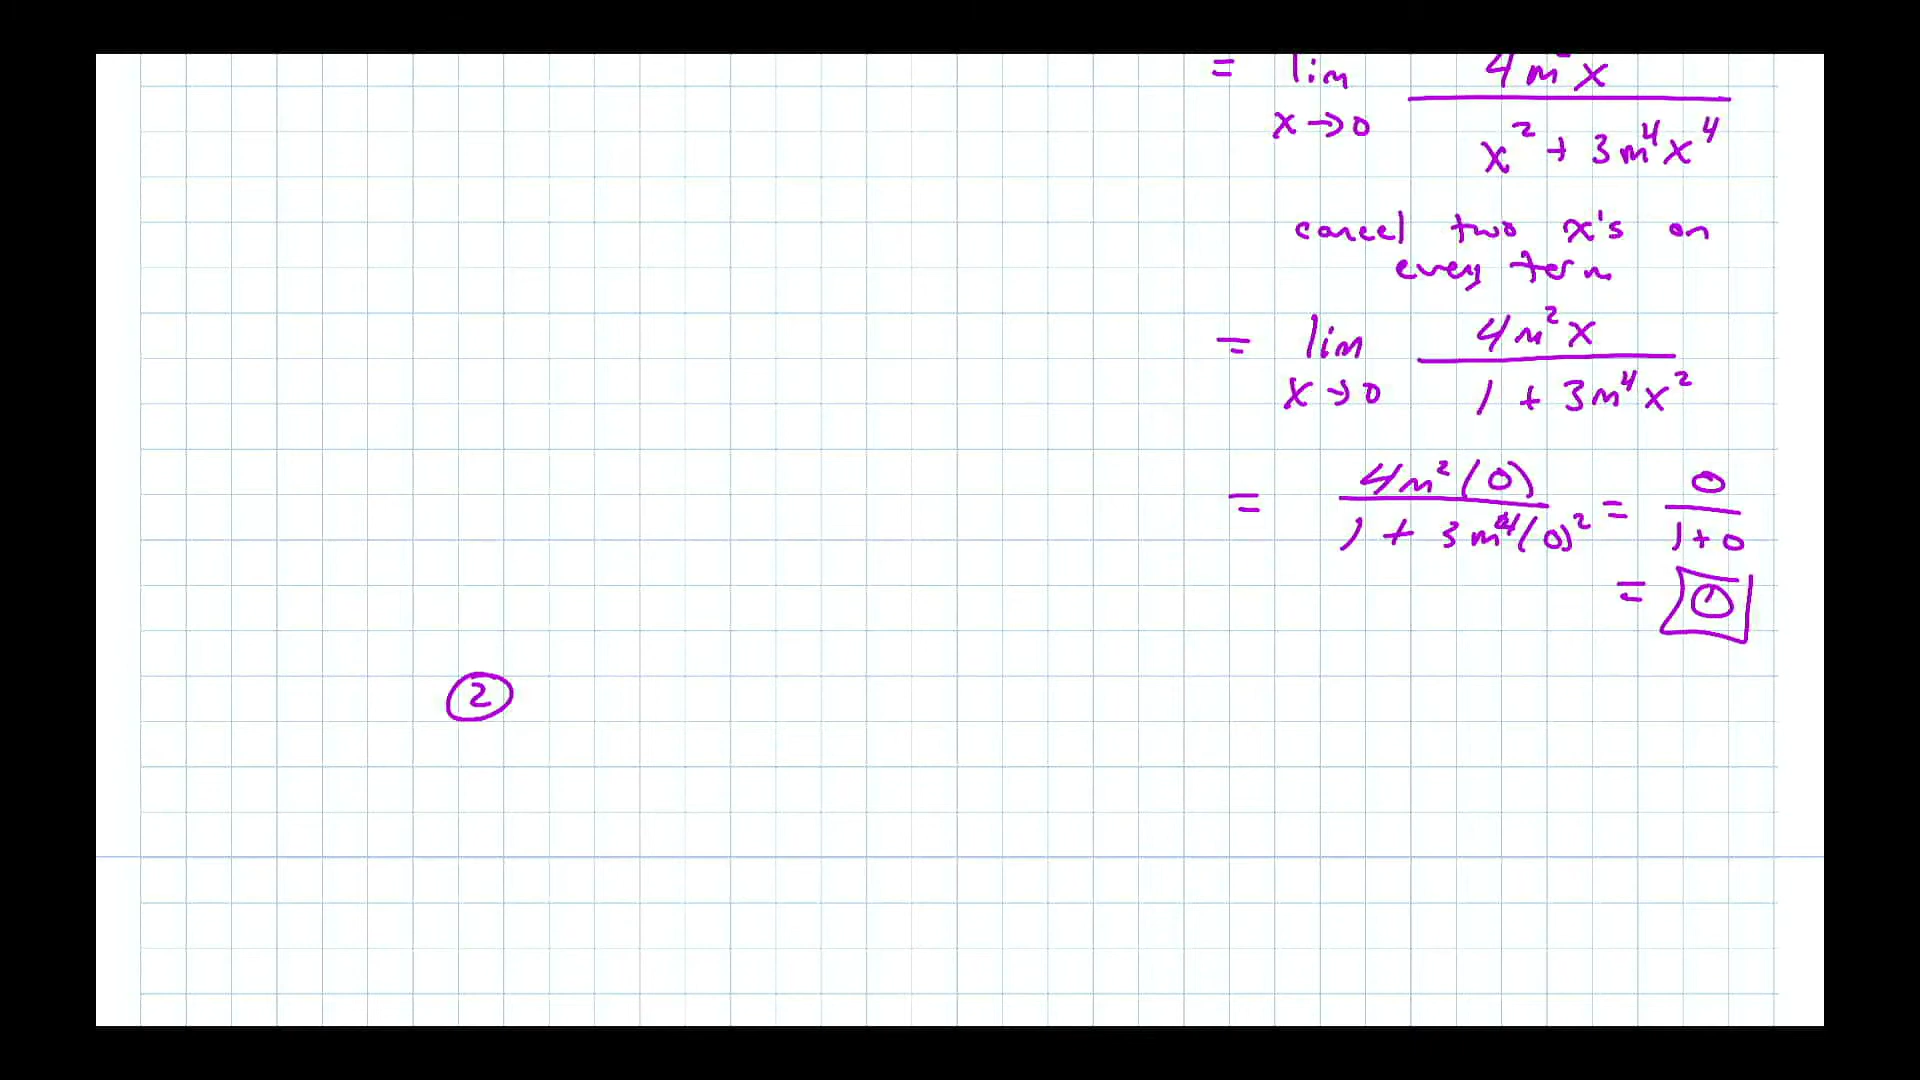 = lim 4m²x
x→0 x² + 3m⁴x⁴
cancel two x's on
every term
= lim 4m²x
x→0 1 + 3m⁴x²
= 4m²(0) = 0
1 + 3m⁴(0)² 1+0
= 0
2